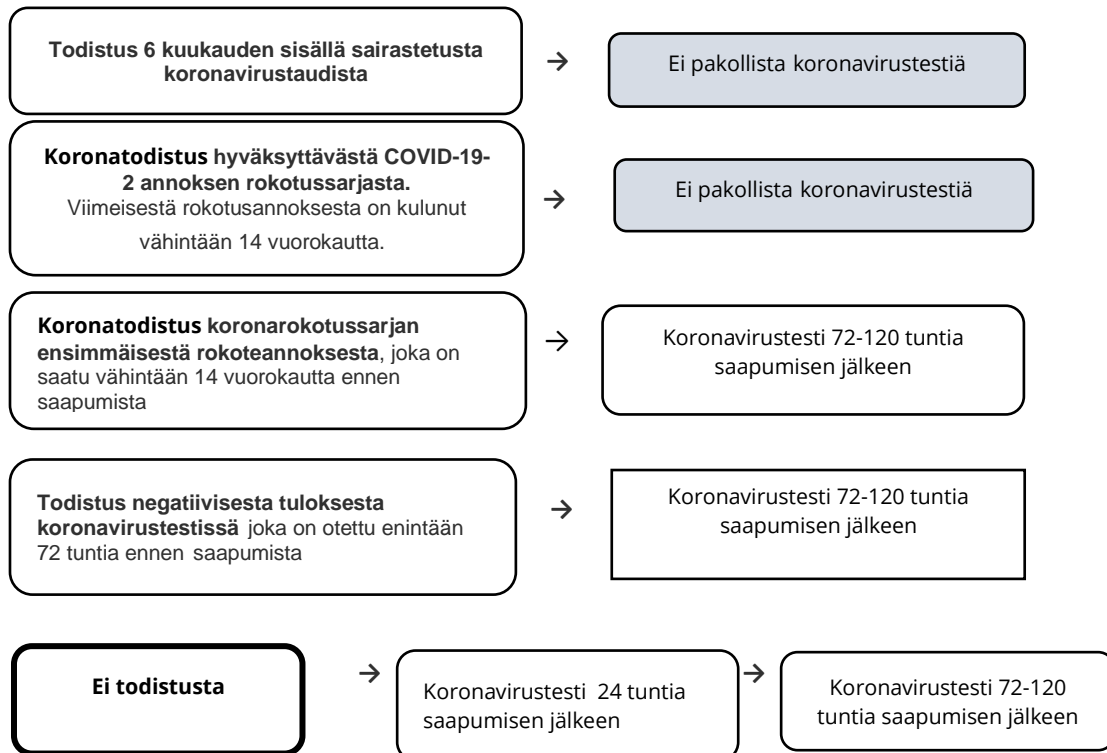 Todistus 6 kuukauden sisällä sairastetusta
koronavirustaudista
→
Ei pakollista koronavirustestiä
Koronatodistus hyväksyttävästä COVID-19-
2 annoksen rokotussarjasta.
Viimeisestä rokotusannoksesta on kulunut
vähintään 14 vuorokautta.
→
Ei pakollista koronavirustestiä
Koronatodistus koronarokotussarjan
ensimmäisestä rokoteannoksesta, joka on
saatu vähintään 14 vuorokautta ennen
saapumista
→
Koronavirustesti 72-120 tuntia
saapumisen jälkeen
Todistus negatiivisesta tuloksesta
koronavirustestissä joka on otettu enintään
72 tuntia ennen saapumista
→
Koronavirustesti 72-120 tuntia
saapumisen jälkeen
Ei todistusta
→
Koronavirustesti 24 tuntia
saapumisen jälkeen
→
Koronavirustesti 72-120
tuntia saapumisen jälkeen